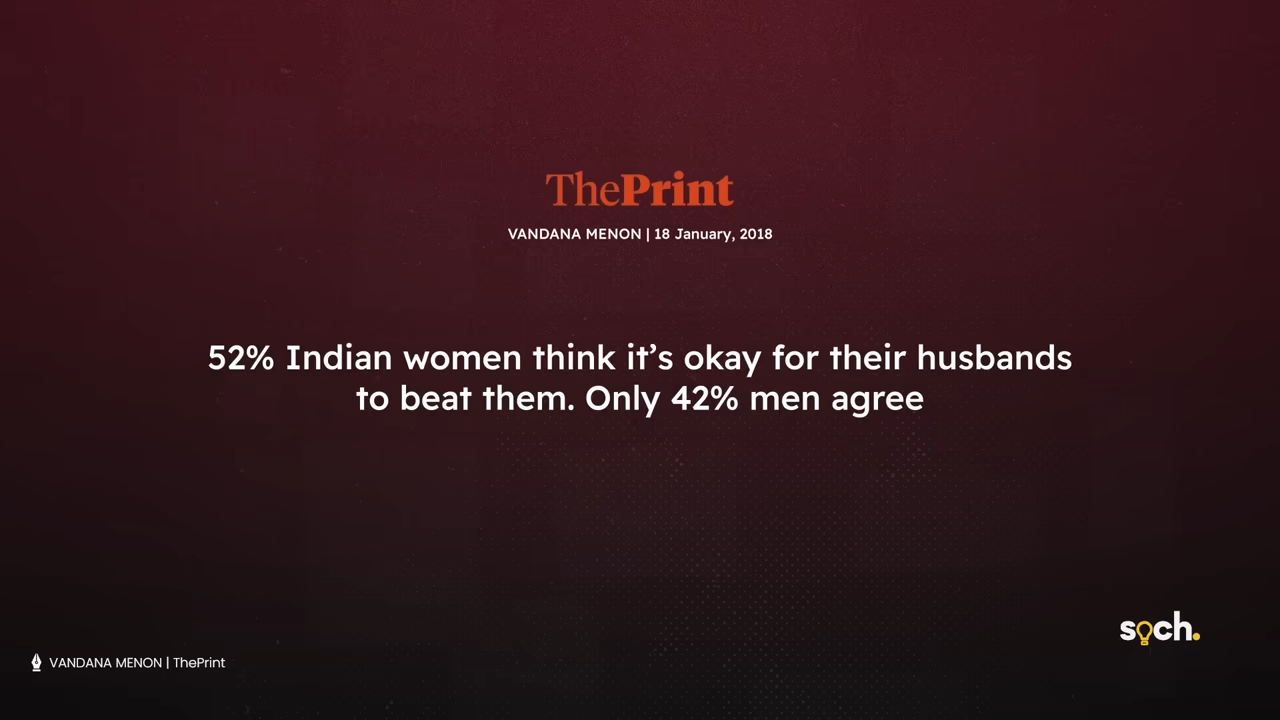 ThePrint
VANDANA MENON | 18 January, 2018
52% Indian women think it’s okay for their husbands
to beat them. Only 42% men agree
soch.
VANDANA MENON | ThePrint